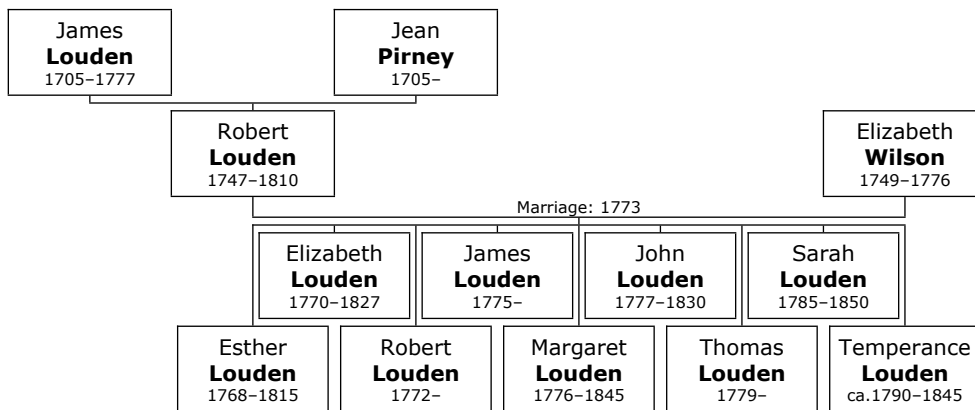 James
Louden
1705–1777
Jean
Pirney
1705–
Robert
Louden
1747–1810
Elizabeth
Wilson
1749–1776
Marriage: 1773
Elizabeth
Louden
1770–1827
James
Louden
1775–
John
Louden
1777–1830
Sarah
Louden
1785–1850
Esther
Louden
1768–1815
Robert
Louden
1772–
Margaret
Louden
1776–1845
Thomas
Louden
1779–
Temperance
Louden
ca.1790–1845